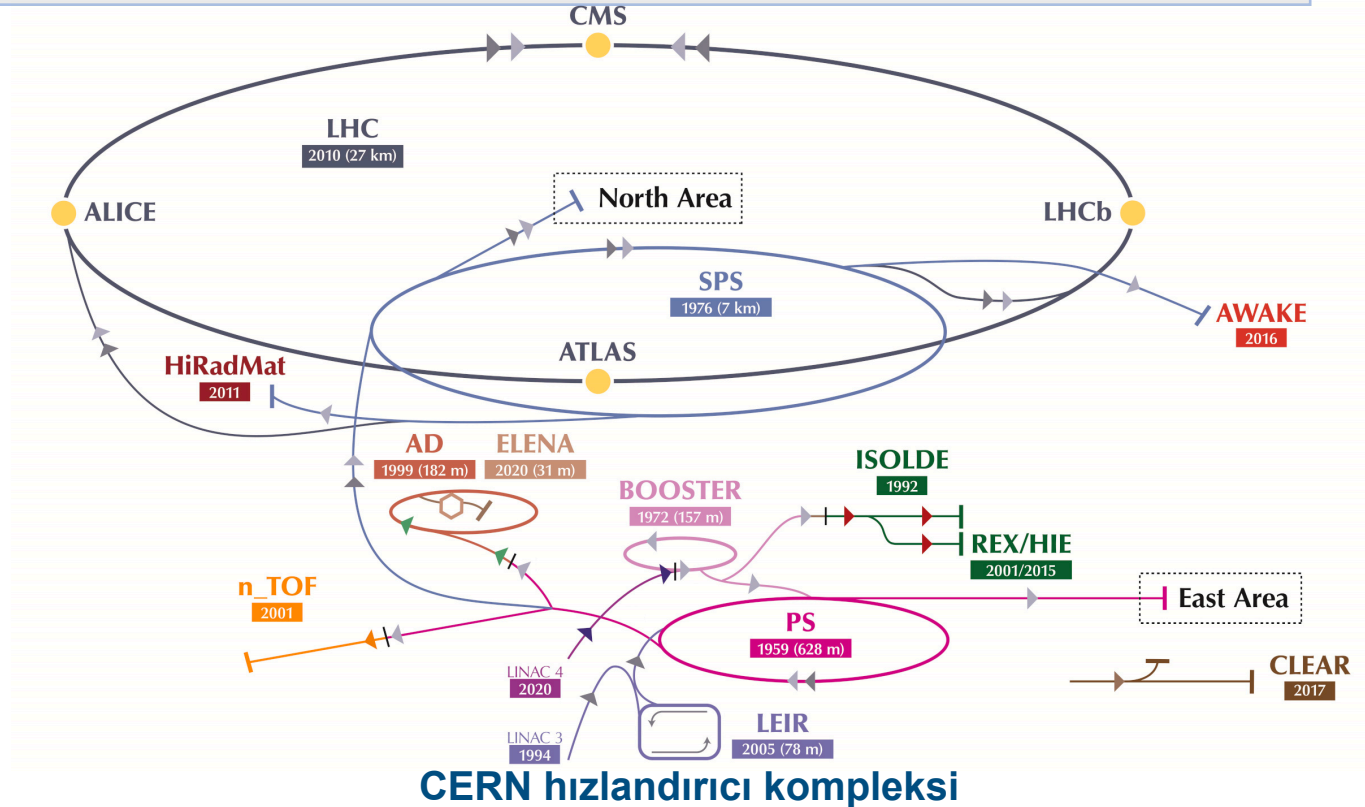 CMS
LHC
2010 (27 km)
North Area
ALICE
LHCb
SPS
1976 (7 km)
AWAKE
2016
ATLAS
HiRadMat
2011
AD
1999 (182 m)
ELENA
2020 (31 m)
ISOLDE
1992
BOOSTER
1972 (157 m)
REX/HIE
2001/2015
n_TOF
2001
East Area
PS
1959 (628 m)
LINAC 4
2020
CLEAR
2017
LINAC 3
1994
LEIR
2005 (78 m)
CERN hızlandırıcı kompleksi